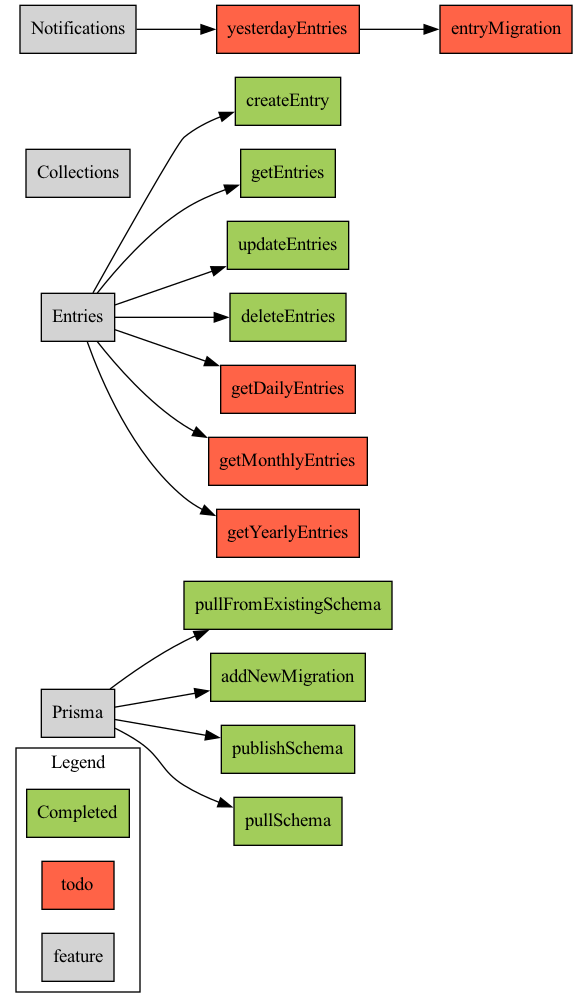 Notifications
yesterdayEntries
entryMigration
createEntry
Collections
getEntries
updateEntries
Entries
deleteEntries
getDailyEntries
getMonthlyEntries
getYearlyEntries
pullFromExistingSchema
addNewMigration
Prisma
publishSchema
pullSchema
Legend
Completed
todo
feature